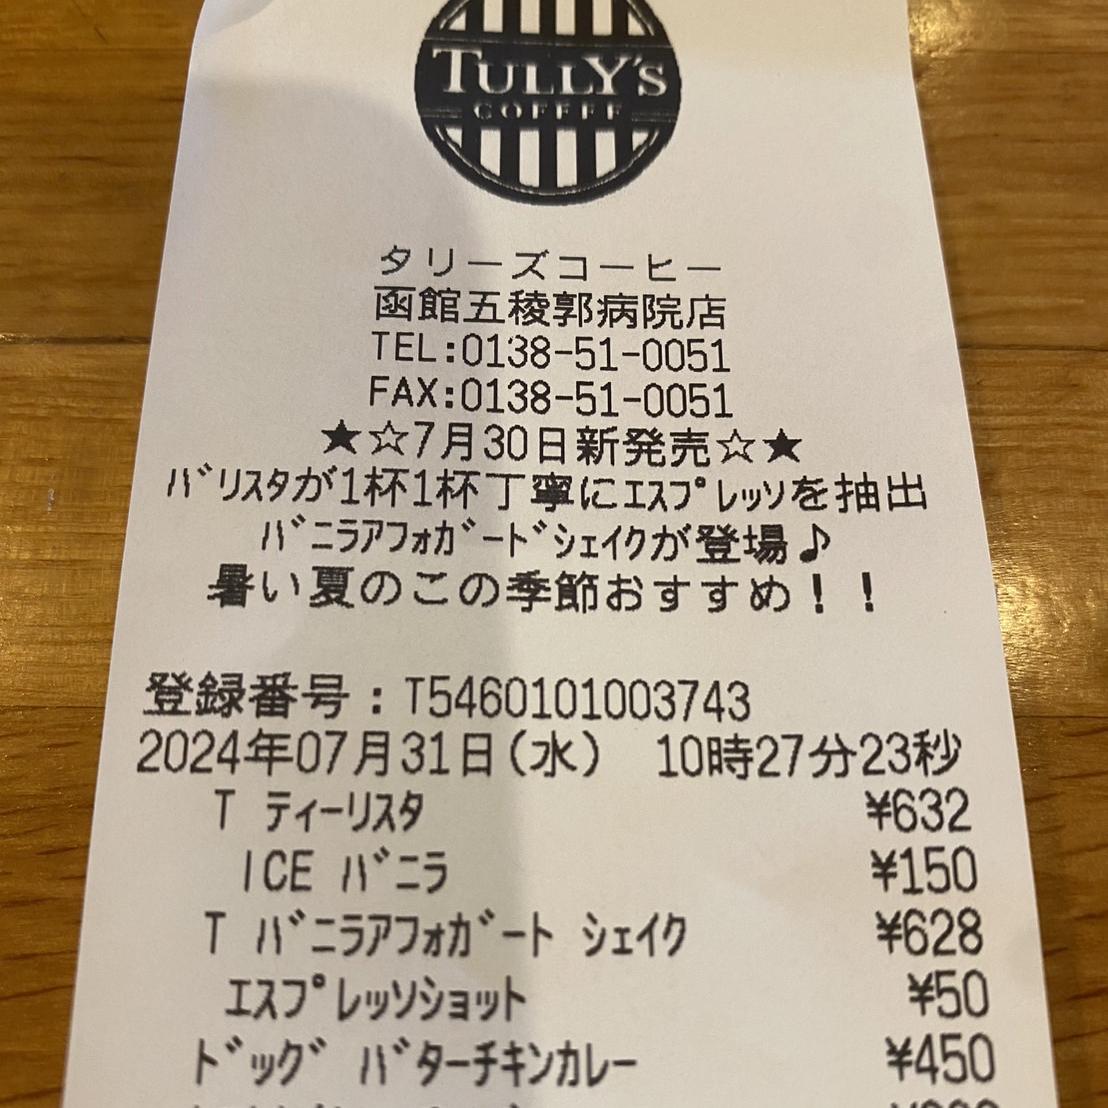 TULLY'S
COFFEE
タリーズコーヒー
函館五稜郭病院店
TEL:0138-51-0051
FAX:0138-51-0051
★☆7月30日新発売☆★
ﾊﾞﾘｽﾀが1杯1杯丁寧にｴｽﾌﾟﾚｯｿを抽出
ﾊﾞﾆﾗｱﾌｫｶﾞｰﾄﾞｼｪｲｸが登場♪
暑い夏のこの季節おすすめ！！
登録番号：T5460101003743
2024年07月31日(水) 10時27分23秒
T ﾃｨｰﾘｽﾀ ¥632
ICE ﾊﾞﾆﾗ ¥150
T ﾊﾞﾆﾗｱﾌｫｶﾞｰﾄ ｼｪｲｸ ¥628
ｴｽﾌﾟﾚｯｿｼｮｯﾄ ¥50
ﾄﾞｯｸﾞ ﾊﾞﾀｰﾁｷﾝｶﾚｰ ¥450